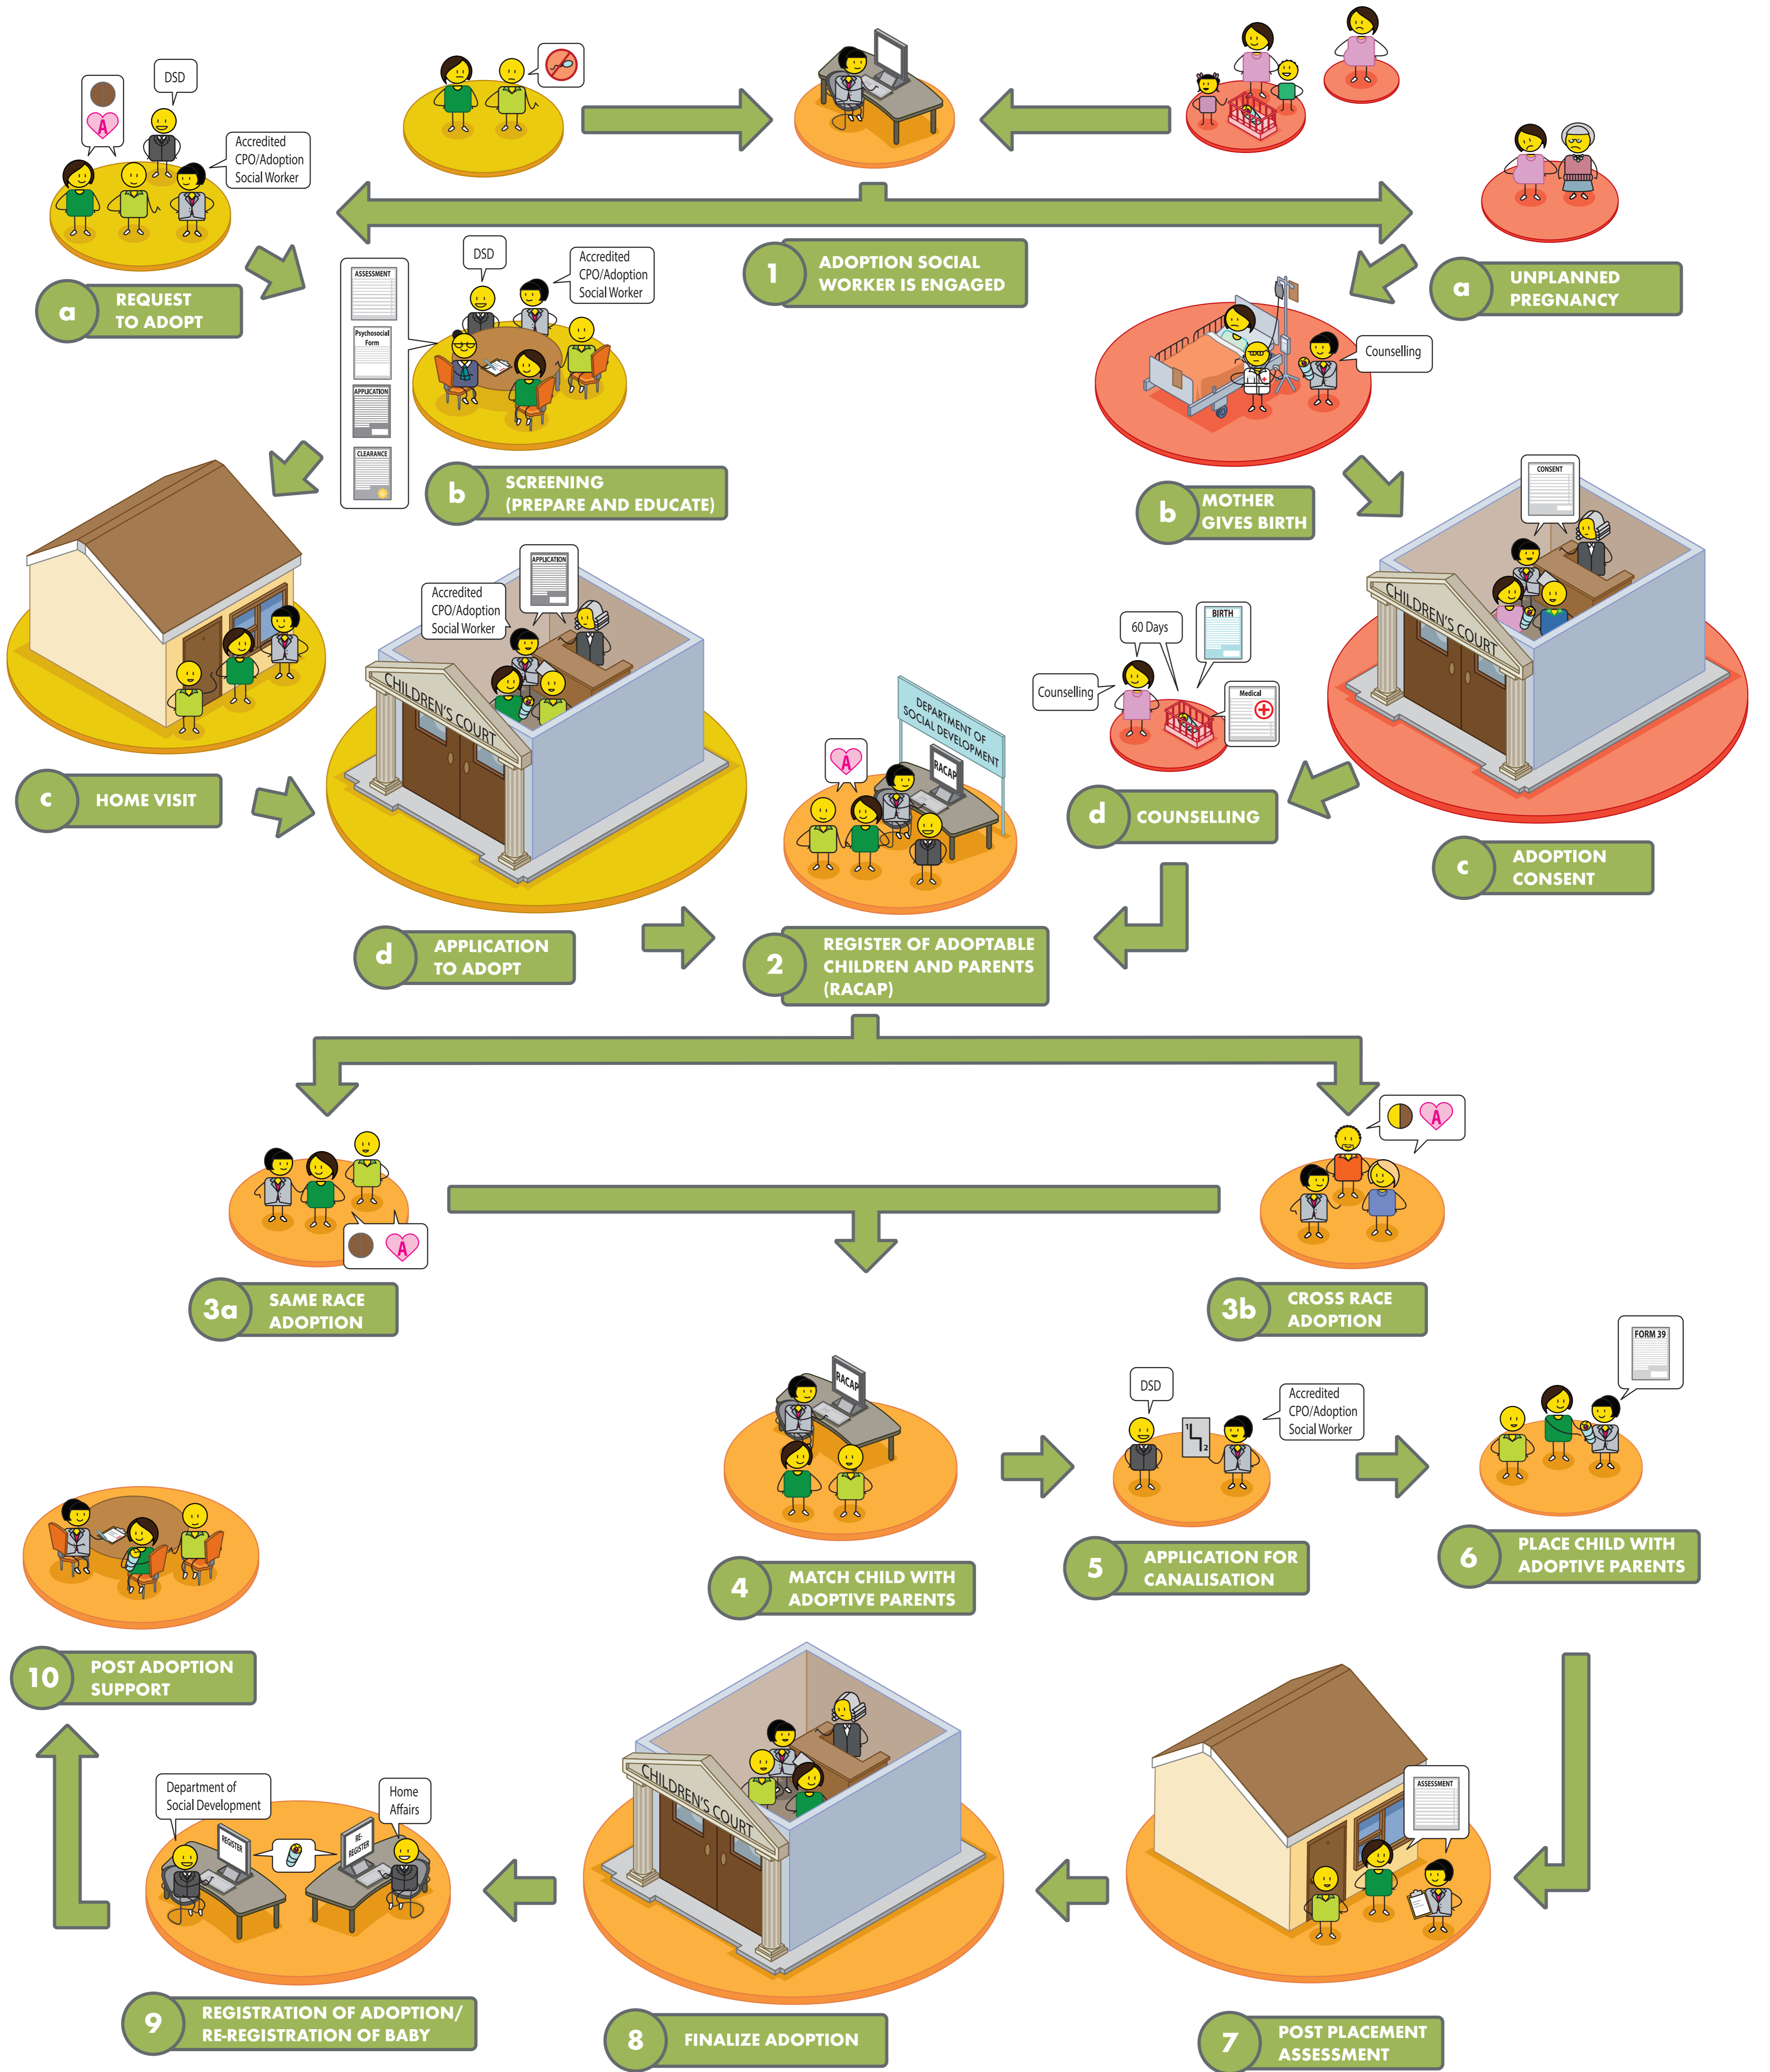 DSD
A
Accredited
CPO/Adoption
Social Worker
a
REQUEST
TO ADOPT
1
ADOPTION SOCIAL
WORKER IS ENGAGED
a
UNPLANNED
PREGNANCY
ASSESSMENT
Psychosocial
Form
APPLICATION
CLEARANCE
DSD
Accredited
CPO/Adoption
Social Worker
b
SCREENING
(PREPARE AND EDUCATE)
Counselling
b
MOTHER
GIVES BIRTH
c
HOME VISIT
APPLICATION
Accredited
CPO/Adoption
Social Worker
CHILDREN'S COURT
d
APPLICATION
TO ADOPT
CONSENT
CHILDREN'S COURT
c
ADOPTION
CONSENT
60 Days
BIRTH
Counselling
Medical
d
COUNSELLING
DEPARTMENT OF
SOCIAL DEVELOPMENT
A
RACAP
2
REGISTER OF ADOPTABLE
CHILDREN AND PARENTS
(RACAP)
A
3a
SAME RACE
ADOPTION
A
3b
CROSS RACE
ADOPTION
RACAP
4
MATCH CHILD WITH
ADOPTIVE PARENTS
DSD
1
2
Accredited
CPO/Adoption
Social Worker
5
APPLICATION FOR
CANALISATION
FORM 39
6
PLACE CHILD WITH
ADOPTIVE PARENTS
ASSESSMENT
7
POST PLACEMENT
ASSESSMENT
CHILDREN'S COURT
8
FINALIZE ADOPTION
Department of
Social Development
Home
Affairs
REGISTER
RE-
REGISTER
9
REGISTRATION OF ADOPTION/
RE-REGISTRATION OF BABY
10
POST ADOPTION
SUPPORT